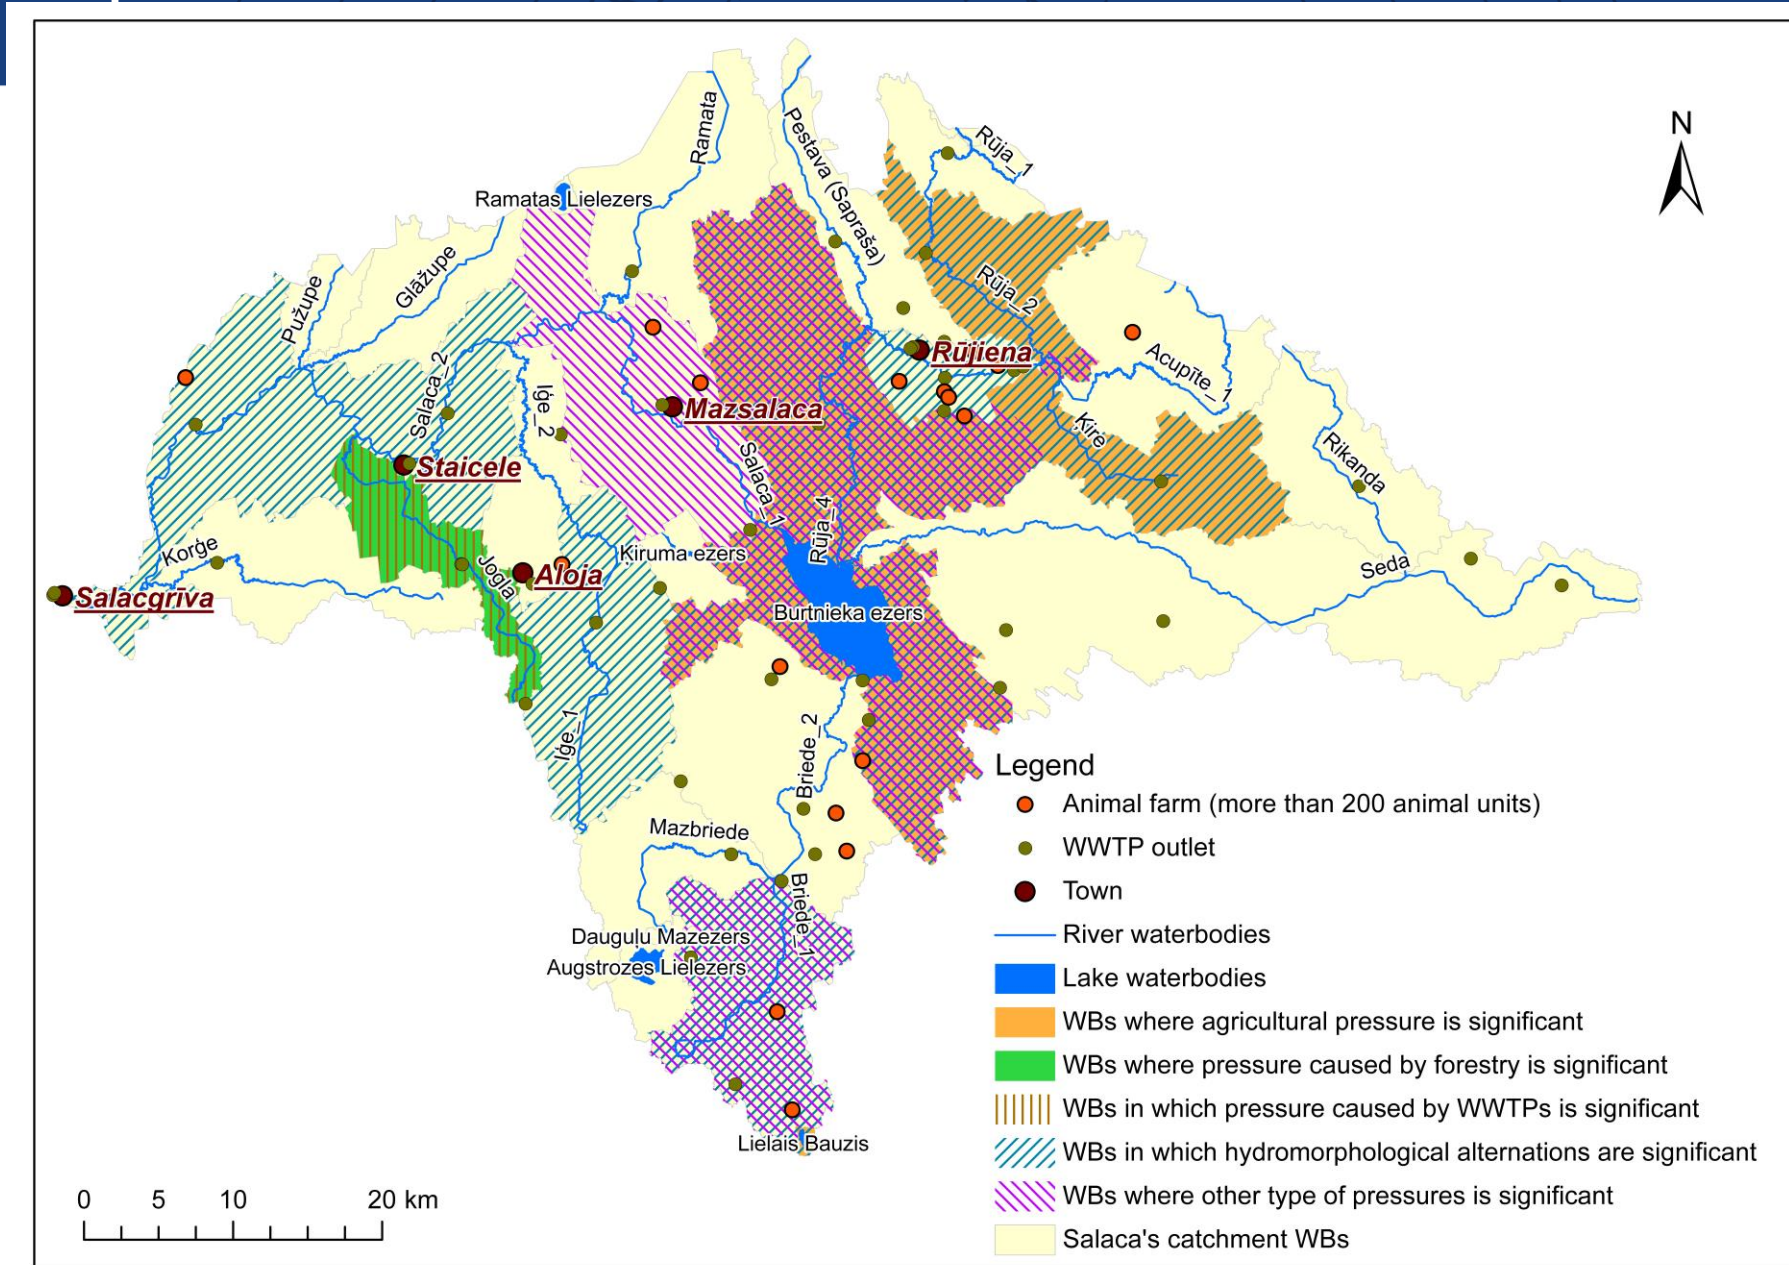 N
Rūja_1
Ramata
Pestava (Sapraša)
Ramatas Lielezers
Glāžupe
Pužupe
Rūja_2
Rūjiena
Acupīte_1
Salaca_2
Iģe_2
Mazsalaca
Ķire
Rikanda
Staicele
Salaca_1
Rūja_4
Korģe
Kiruma ezers
Seda
Jogla
Aloja
Salacgrīva
Burtnieka ezers
Iģe_1
Briede_2
Mazbriede
Briede_1
Dauguļu Mazezers
Augstrozes Lielezers
Lielais Bauzis
Legend
Animal farm (more than 200 animal units)
WWTP outlet
Town
River waterbodies
Lake waterbodies
WBs where agricultural pressure is significant
WBs where pressure caused by forestry is significant
WBs in which pressure caused by WWTPs is significant
WBs in which hydromorphological alternations are significant
WBs where other type of pressures is significant
Salaca's catchment WBs
0 5 10 20 km